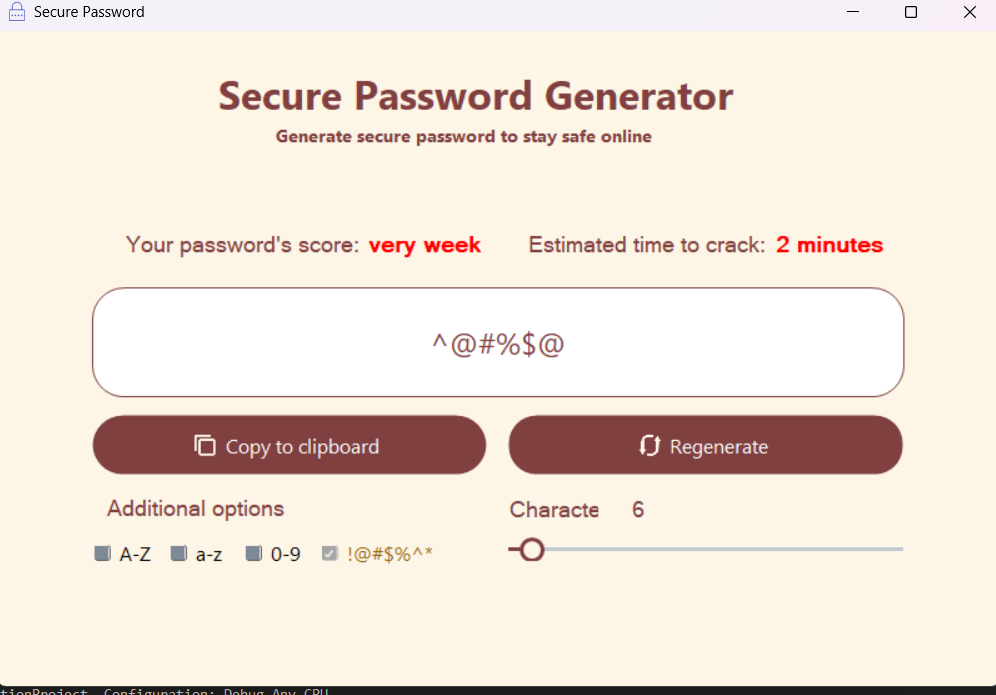 Secure Password
Secure Password Generator
Generate secure password to stay safe online
Your password's score: very week Estimated time to crack: 2 minutes
^@#%$@
Copy to clipboard Regenerate
Additional options Characte 6
A-Z a-z 0-9 !@#$%^*
tionProject, Configuration: Debug Any CPU